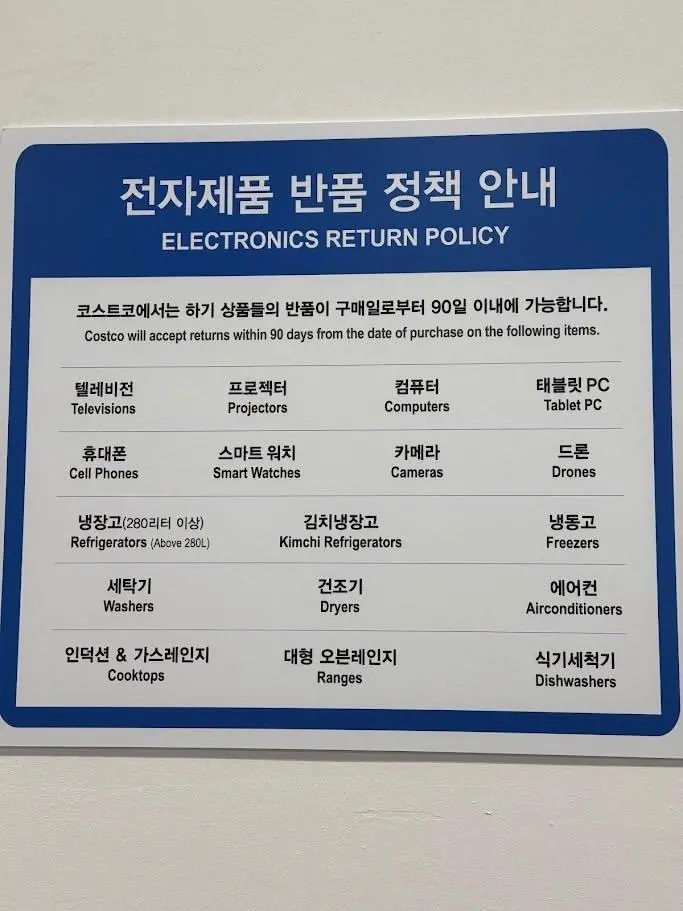 전자제품 반품 정책 안내
ELECTRONICS RETURN POLICY
코스트코에서는 하기 상품들의 반품이 구매일로부터 90일 이내에 가능합니다.
Costco will accept returns within 90 days from the date of purchase on the following items.
텔레비전 프로젝터 컴퓨터 태블릿 PC
Televisions Projectors Computers Tablet PC
휴대폰 스마트 워치 카메라 드론
Cell Phones Smart Watches Cameras Drones
냉장고(280리터 이상) 김치냉장고 냉동고
Refrigerators (Above 280L) Kimchi Refrigerators Freezers
세탁기 건조기 에어컨
Washers Dryers Airconditioners
인덕션 & 가스레인지 대형 오븐레인지 식기세척기
Cooktops Ranges Dishwashers